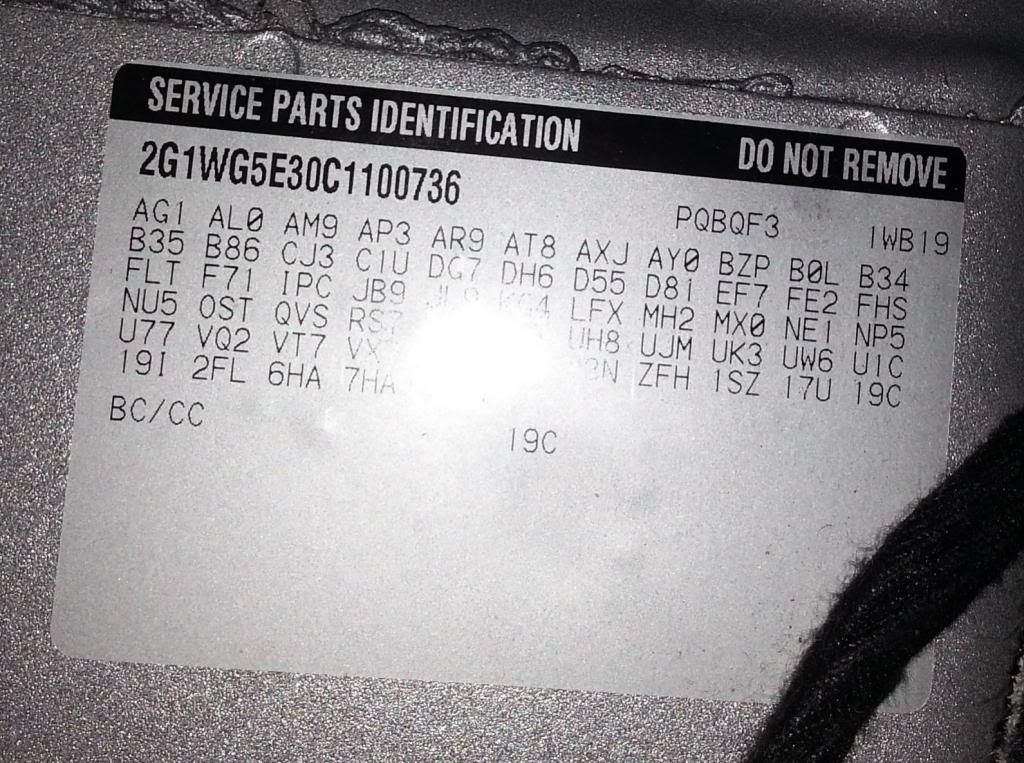 SERVICE PARTS IDENTIFICATION DO NOT REMOVE
2G1WG5E30C1100736 PQBQF3 1WB19
AG1 AL0 AM9 AP3 AR9 AT8 AXJ AY0 BZP B0L B34
B35 B86 CJ3 C1U DG7 DH6 D55 D81 EF7 FE2 FHS
FLT F71 IPC JB9 LFX MH2 MX0 NE1 NP5
NU5 OST QVS UH8 UJM UK3 UW6 U1C
U77 VQ2 VT7 ZFH 1SZ 17U 19C
19I 2FL 6HA 7HA
BC/CC 19C